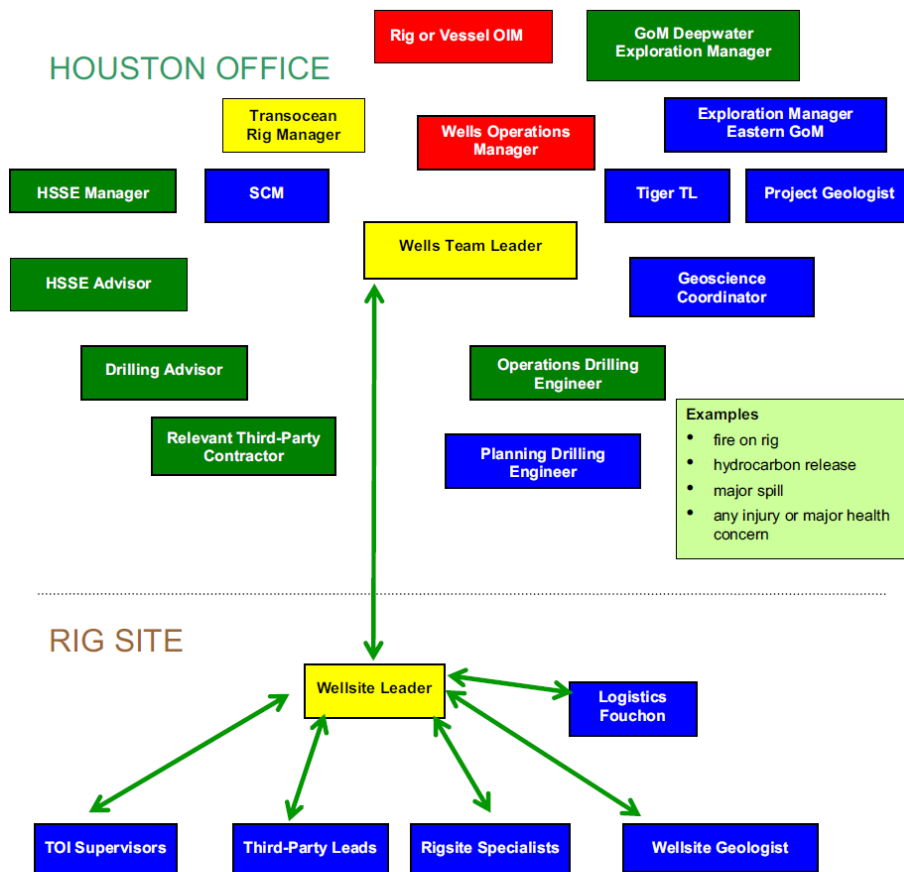 Rig or Vessel OIM
GoM Deepwater
Exploration Manager
HOUSTON OFFICE
Transocean
Rig Manager
Wells Operations
Manager
Exploration Manager
Eastern GoM
HSSE Manager
SCM
Tiger TL
Project Geologist
Wells Team Leader
HSSE Advisor
Geoscience
Coordinator
Drilling Advisor
Operations Drilling
Engineer
Relevant Third-Party
Contractor
Planning Drilling
Engineer
Examples
• fire on rig
• hydrocarbon release
• major spill
• any injury or major health
concern
RIG SITE
Wellsite Leader
Logistics
Fouchon
TOI Supervisors
Third-Party Leads
Rigsite Specialists
Wellsite Geologist